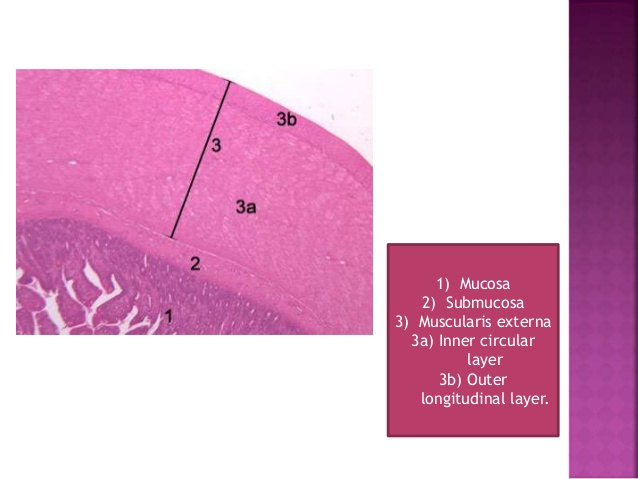 3b
3
3a
2
1
1) Mucosa
2) Submucosa
3) Muscularis externa
3a) Inner circular
layer
3b) Outer
longitudinal layer.